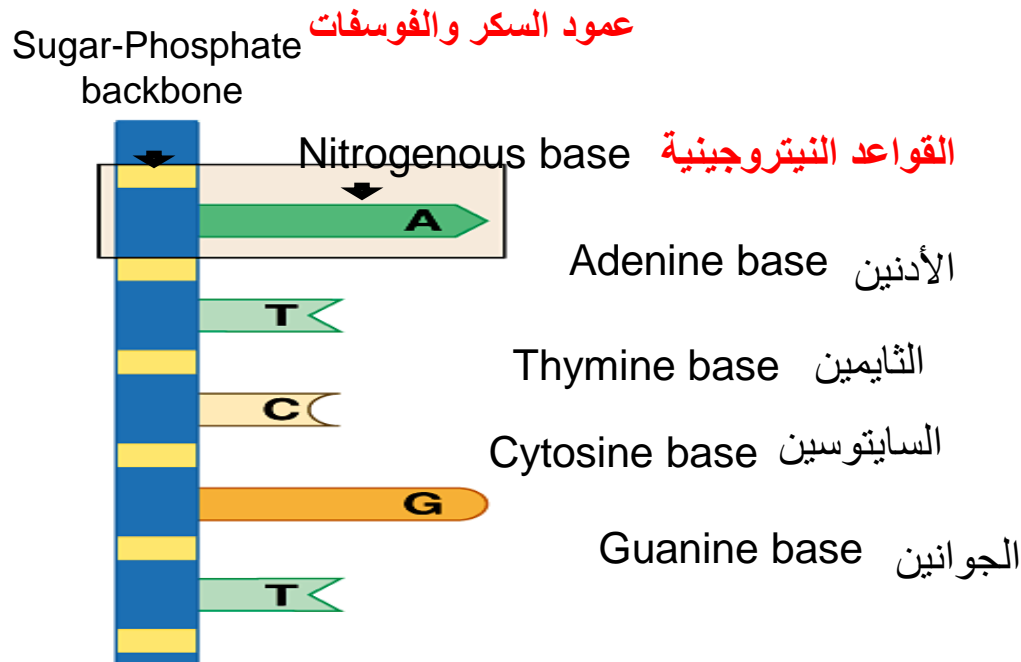 Sugar-Phosphate عمود السكر والفوسفات
backbone
Nitrogenous base القواعد النيتروجينية
A
Adenine base الأدنين
T
Thymine base الثايمين
C
Cytosine base السايتوسين
G
Guanine base الجوانين
T